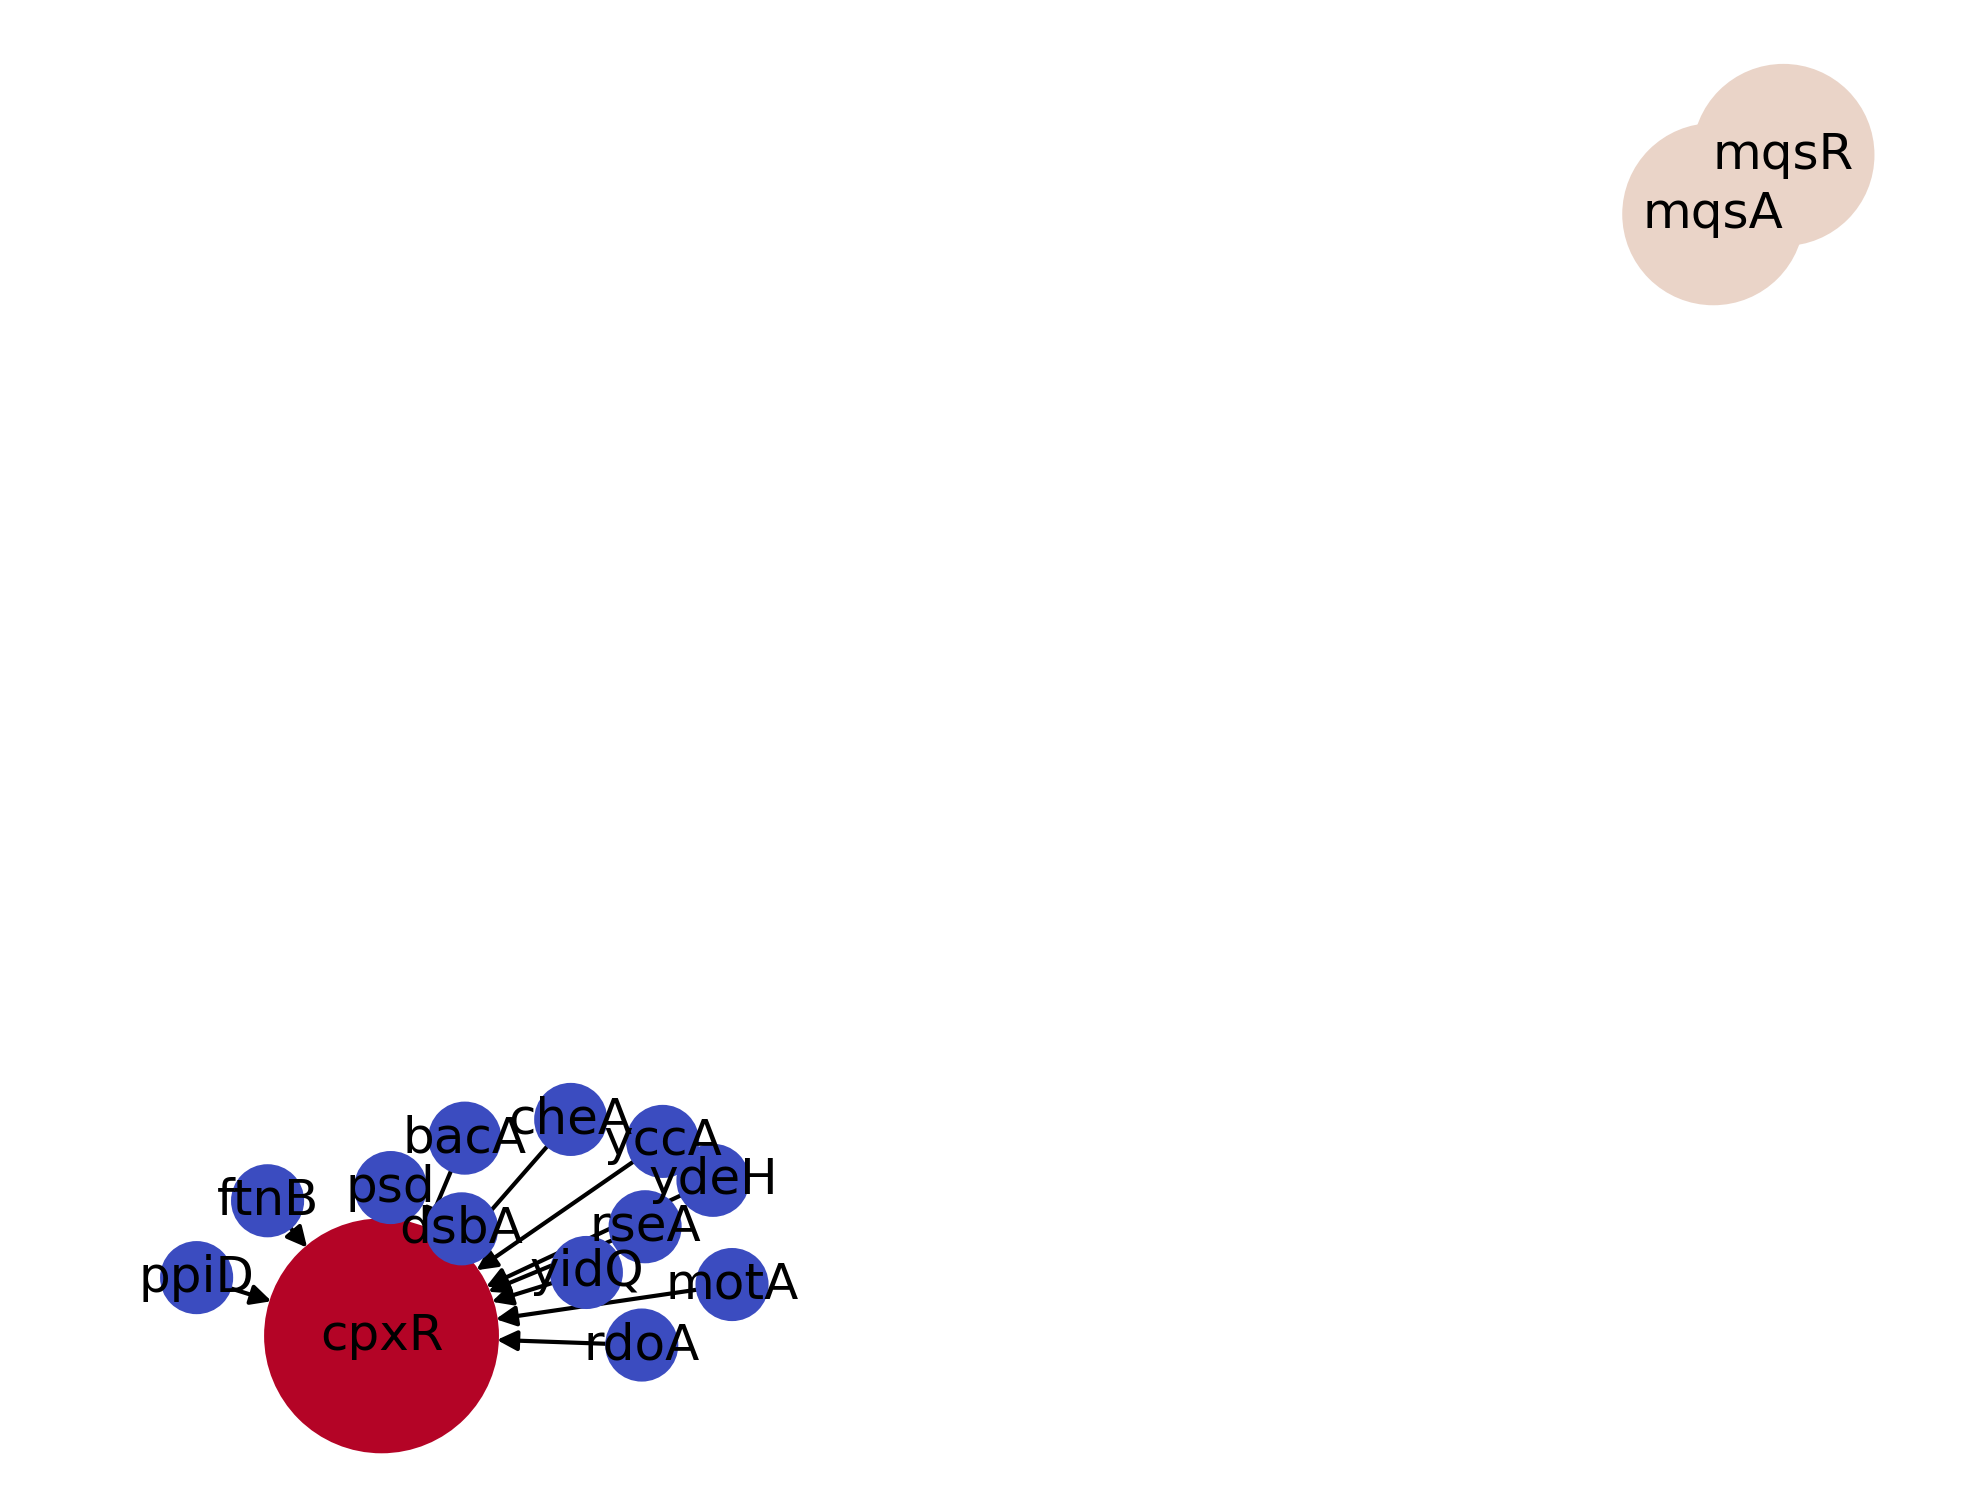 mqsR
mqsA
cheA
bacA
yccA
ydeH
psd
ftnB
dsbA
rseA
yidQ
ppiD
motA
cpxR
rdoA